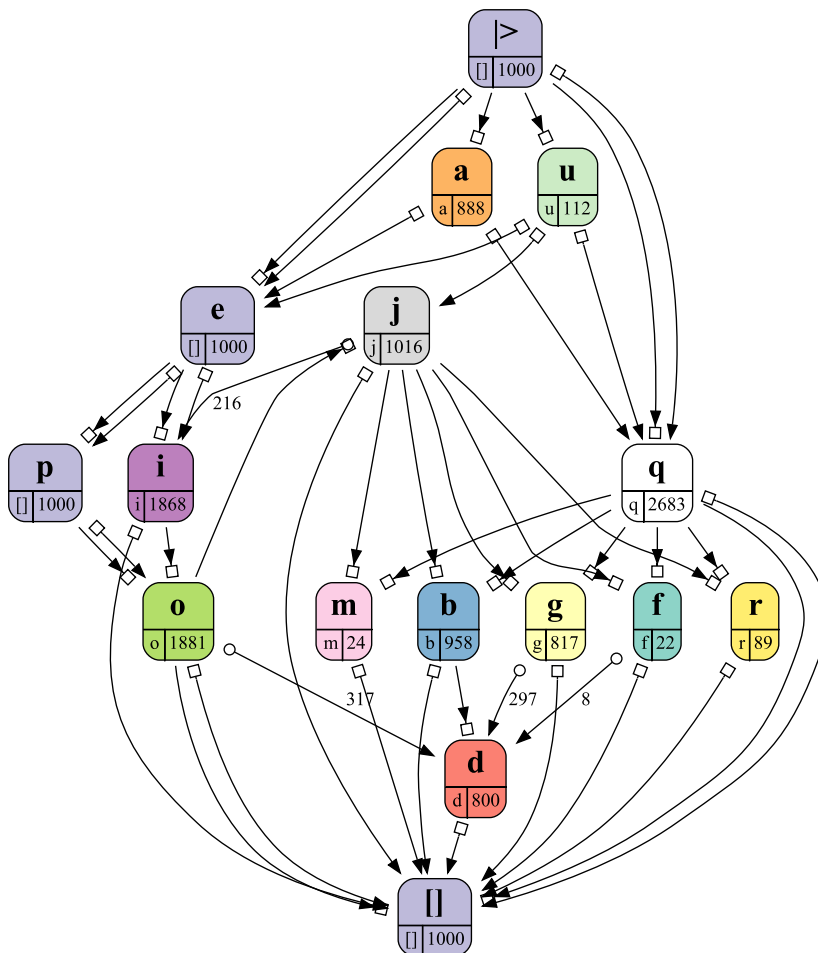 |>
[] 1000
a
a 888
u
u 112
e
[] 1000
j
j 1016
216
p
[] 1000
i
i 1868
q
q 2683
o
o 1881
m
m 24
b
b 958
g
g 817
f
f 22
r
r 89
317
297
8
d
d 800
[]
[] 1000